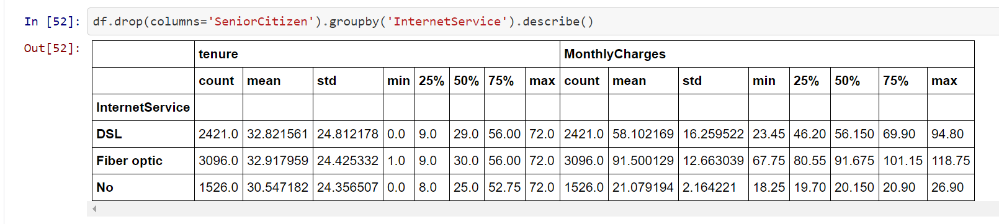 In [52]: df.drop(columns='SeniorCitizen').groupby('InternetService').describe()
Out[52]:
tenure MonthlyCharges
count mean std min 25% 50% 75% max count mean std min 25% 50% 75% max
InternetService
DSL 2421.0 32.821561 24.812178 0.0 9.0 29.0 56.00 72.0 2421.0 58.102169 16.259522 23.45 46.20 56.150 69.90 94.80
Fiber optic 3096.0 32.917959 24.425332 1.0 9.0 30.0 56.00 72.0 3096.0 91.500129 12.663039 67.75 80.55 91.675 101.15 118.75
No 1526.0 30.547182 24.356507 0.0 8.0 25.0 52.75 72.0 1526.0 21.079194 2.164221 18.25 19.70 20.150 20.90 26.90